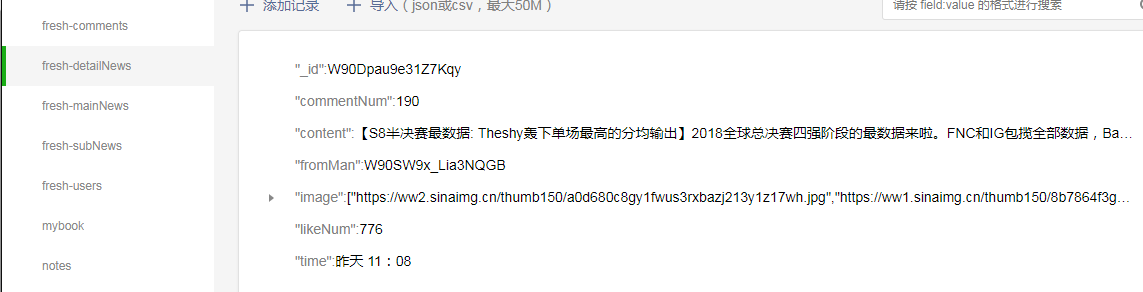 添加记录 导入（json或csv，最大50M） 请按 field:value 的格式进行搜索
fresh-comments
fresh-detailNews
fresh-mainNews
fresh-subNews
fresh-users
mybook
notes
"_id":W90Dpau9e31Z7Kqy
"commentNum":190
"content":【S8半决赛最数据: Theshy轰下单场最高的分均输出】2018全球总决赛四强阶段的最数据来啦。FNC和IG包揽全部数据，Ba...
"fromMan":W90SW9x_Lia3NQGB
"image":["https://ww2.sinaimg.cn/thumb150/a0d680c8gy1fwus3rxbazj213y1z17wh.jpg","https://ww1.sinaimg.cn/thumb150/8b7864f3g...
"likeNum":776
"time":昨天 11：08